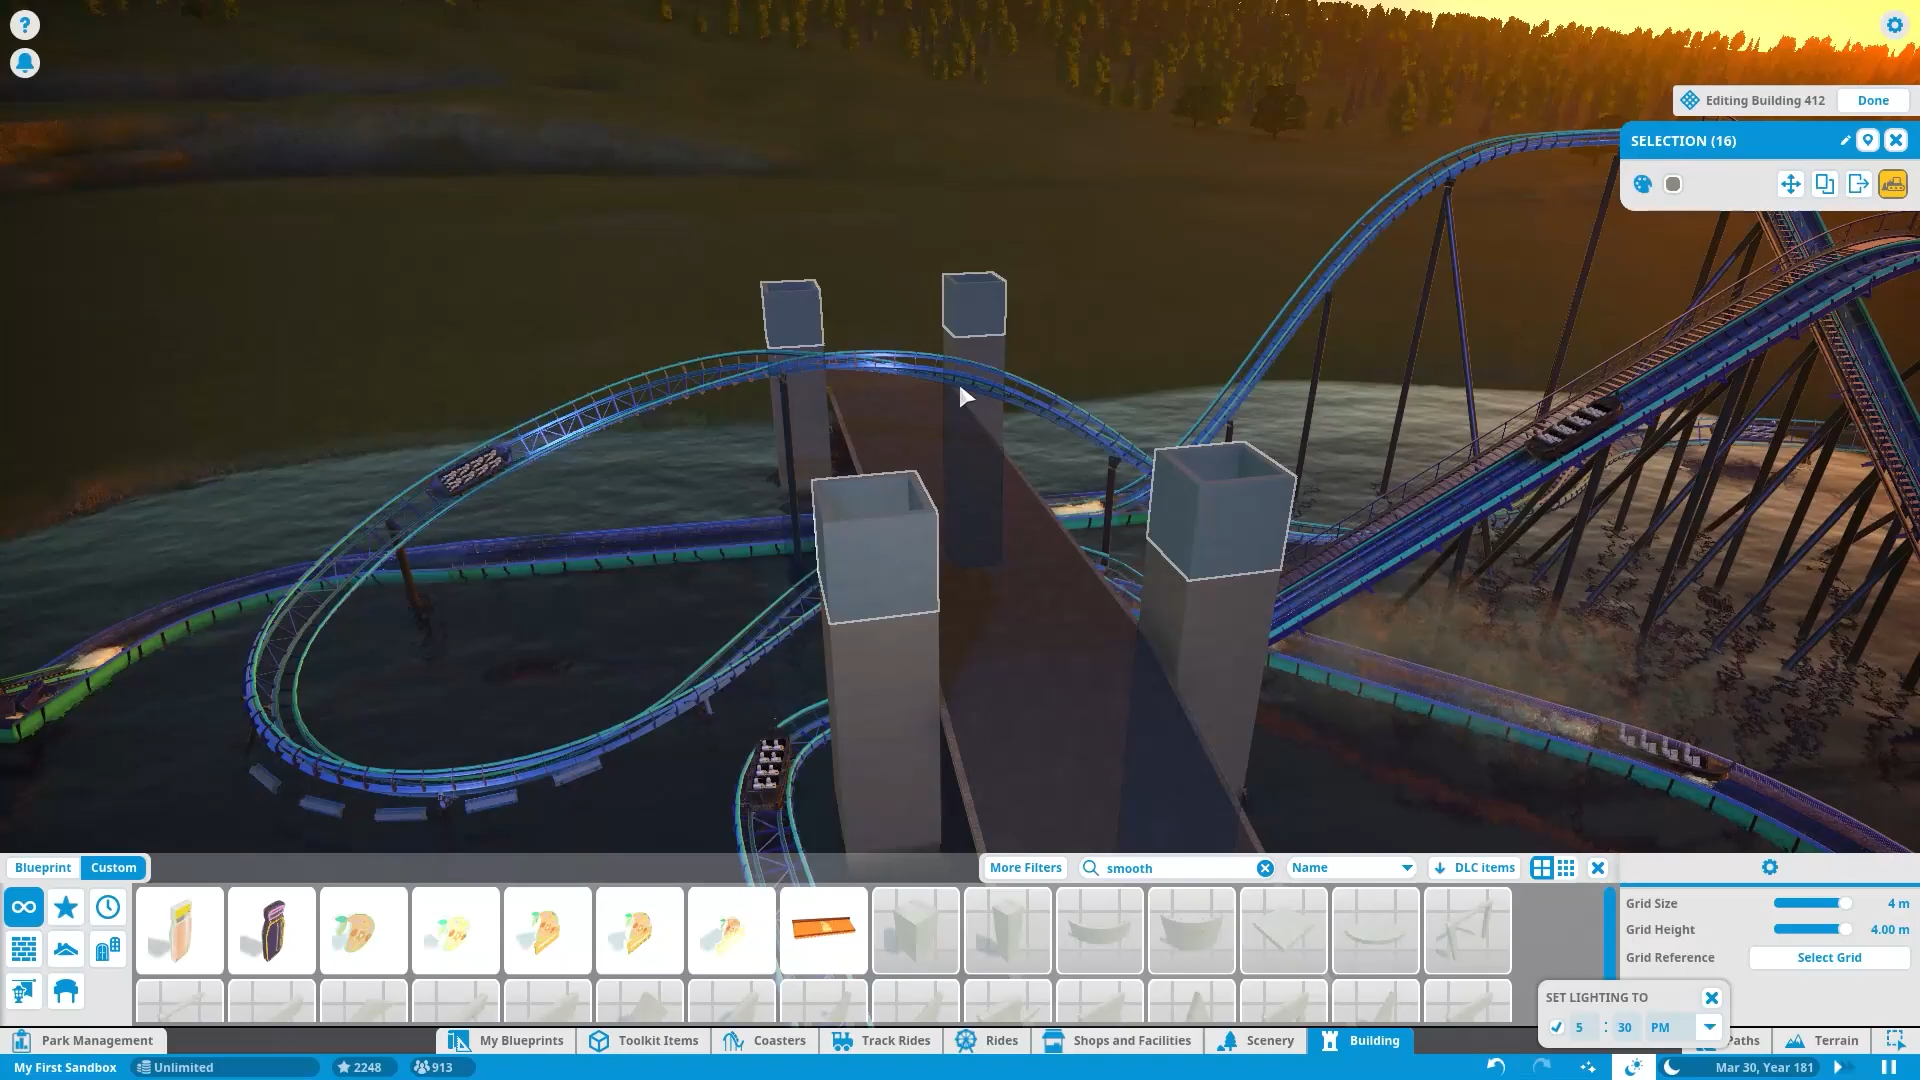 ?
Editing Building 412 Done
SELECTION (16)
Blueprint Custom More Filters smooth Name DLC items
Grid Size 4 m
Grid Height 4.00 m
Grid Reference Select Grid
SET LIGHTING TO
5 : 30 PM
Park Management My Blueprints Toolkit Items Coasters Track Rides Rides Shops and Facilities Scenery Building Paths Terrain
My First Sandbox Unlimited 2248 913 Mar 30, Year 181